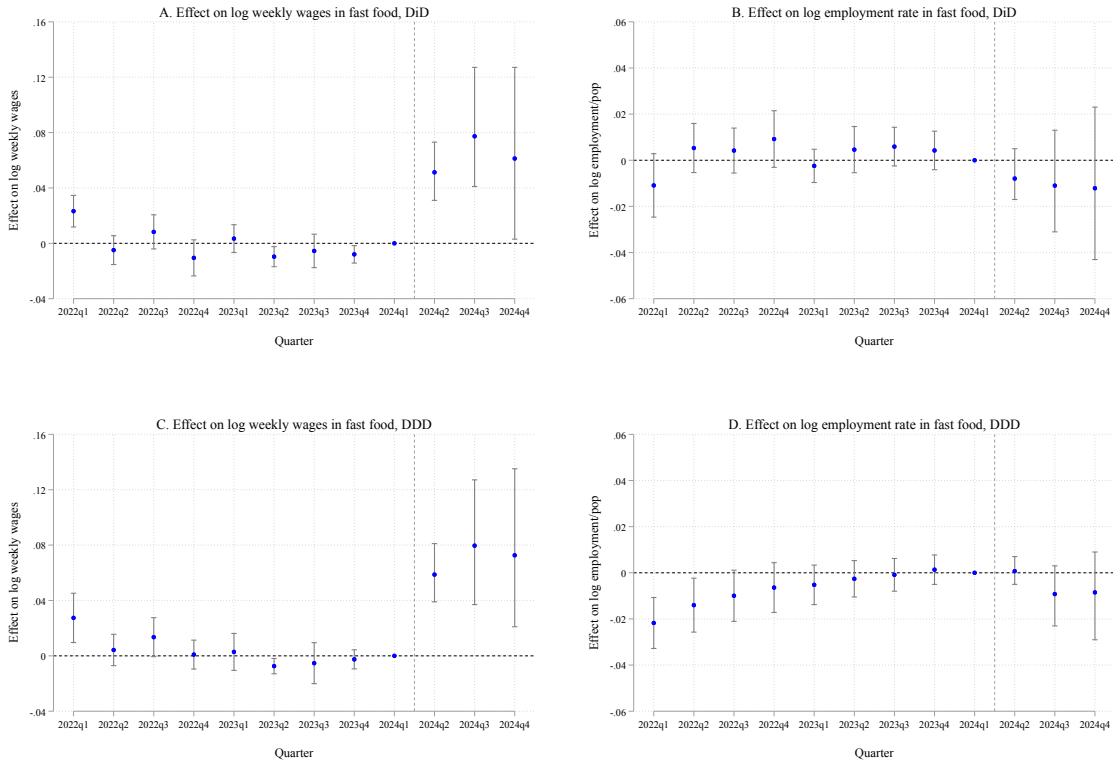 A. Effect on log weekly wages in fast food, DiD
Effect on log weekly wages
.16
.12
.08
.04
0
-.04
2022q1 2022q2 2022q3 2022q4 2023q1 2023q2 2023q3 2023q4 2024q1 2024q2 2024q3 2024q4
Quarter
B. Effect on log employment rate in fast food, DiD
Effect on log employment/pop
.06
.04
.02
0
-.02
-.04
-.06
2022q1 2022q2 2022q3 2022q4 2023q1 2023q2 2023q3 2023q4 2024q1 2024q2 2024q3 2024q4
Quarter
C. Effect on log weekly wages in fast food, DDD
Effect on log weekly wages
.16
.12
.08
.04
0
-.04
2022q1 2022q2 2022q3 2022q4 2023q1 2023q2 2023q3 2023q4 2024q1 2024q2 2024q3 2024q4
Quarter
D. Effect on log employment rate in fast food, DDD
Effect on log employment/pop
.06
.04
.02
0
-.02
-.04
-.06
2022q1 2022q2 2022q3 2022q4 2023q1 2023q2 2023q3 2023q4 2024q1 2024q2 2024q3 2024q4
Quarter